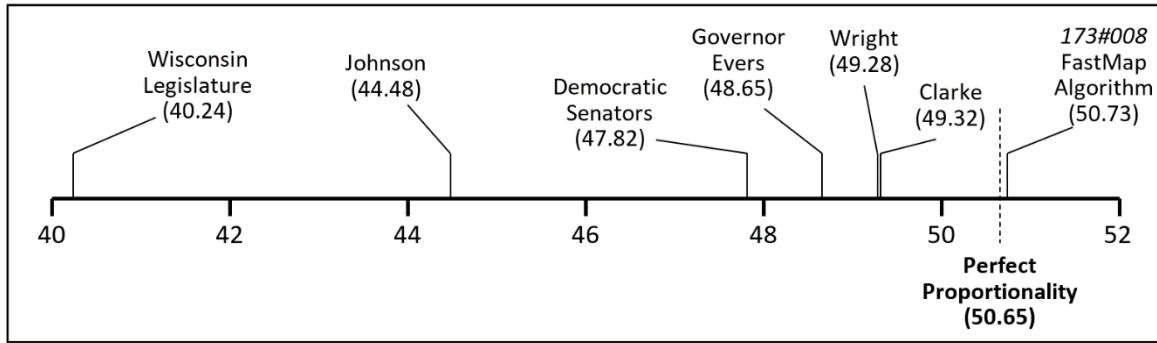 Wisconsin
Legislature
(40.24)
Johnson
(44.48)
Democratic
Senators
(47.82)
Governor
Evers
(48.65)
Wright
(49.28)
Clarke
(49.32)
173#008
FastMap
Algorithm
(50.73)
40 42 44 46 48 50 52
Perfect
Proportionality
(50.65)